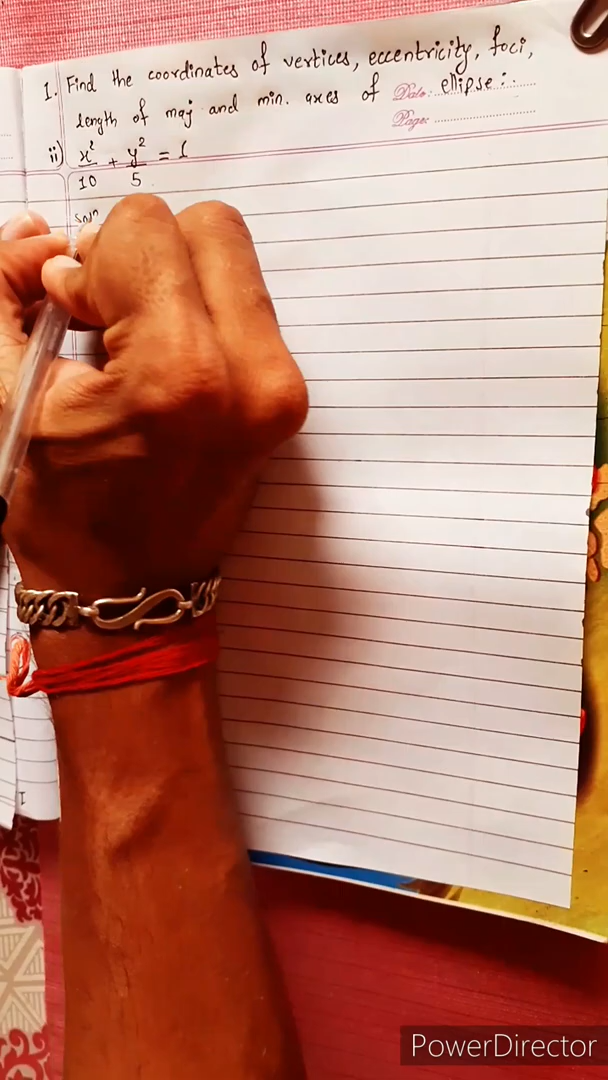 1. Find the coordinates of vertices, eccentricity, foci,
length of maj and min. axes of ellipse:.
Date:
Page:
ii) x²/10 + y²/5 = 1
Solⁿ
PowerDirector